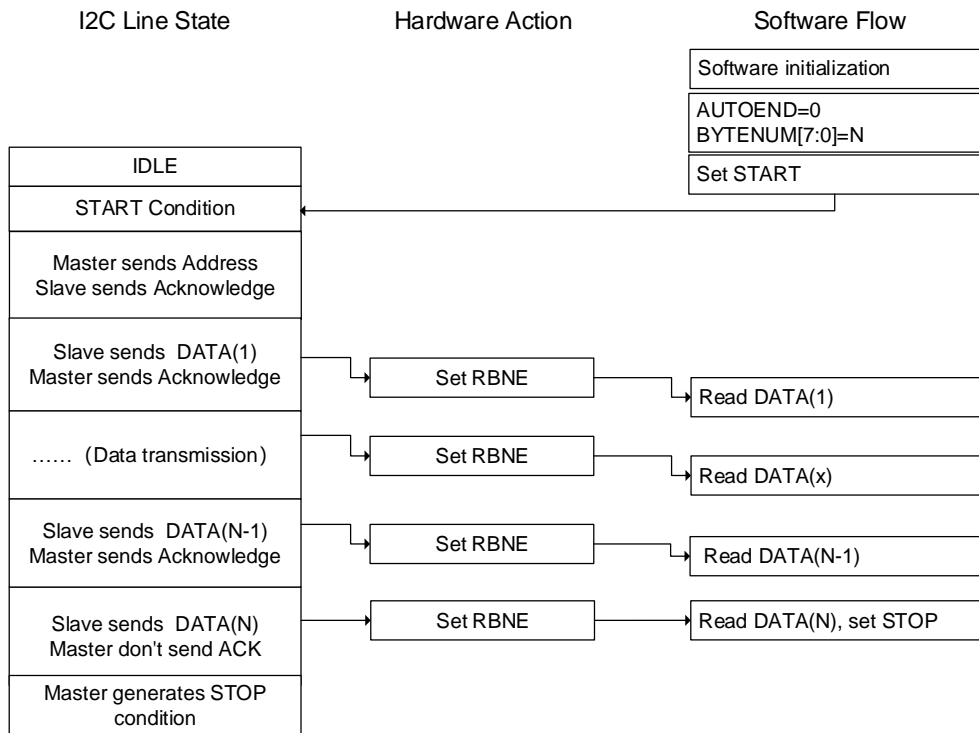 I2C Line State
Hardware Action
Software Flow
Software initialization
AUTOEND=0
BYTENUM[7:0]=N
IDLE
Set START
START Condition
Master sends Address
Slave sends Acknowledge
Slave sends DATA(1)
Master sends Acknowledge
Set RBNE
Read DATA(1)
...... (Data transmission)
Set RBNE
Read DATA(x)
Slave sends DATA(N-1)
Master sends Acknowledge
Set RBNE
Read DATA(N-1)
Slave sends DATA(N)
Master don't send ACK
Set RBNE
Read DATA(N), set STOP
Master generates STOP
condition